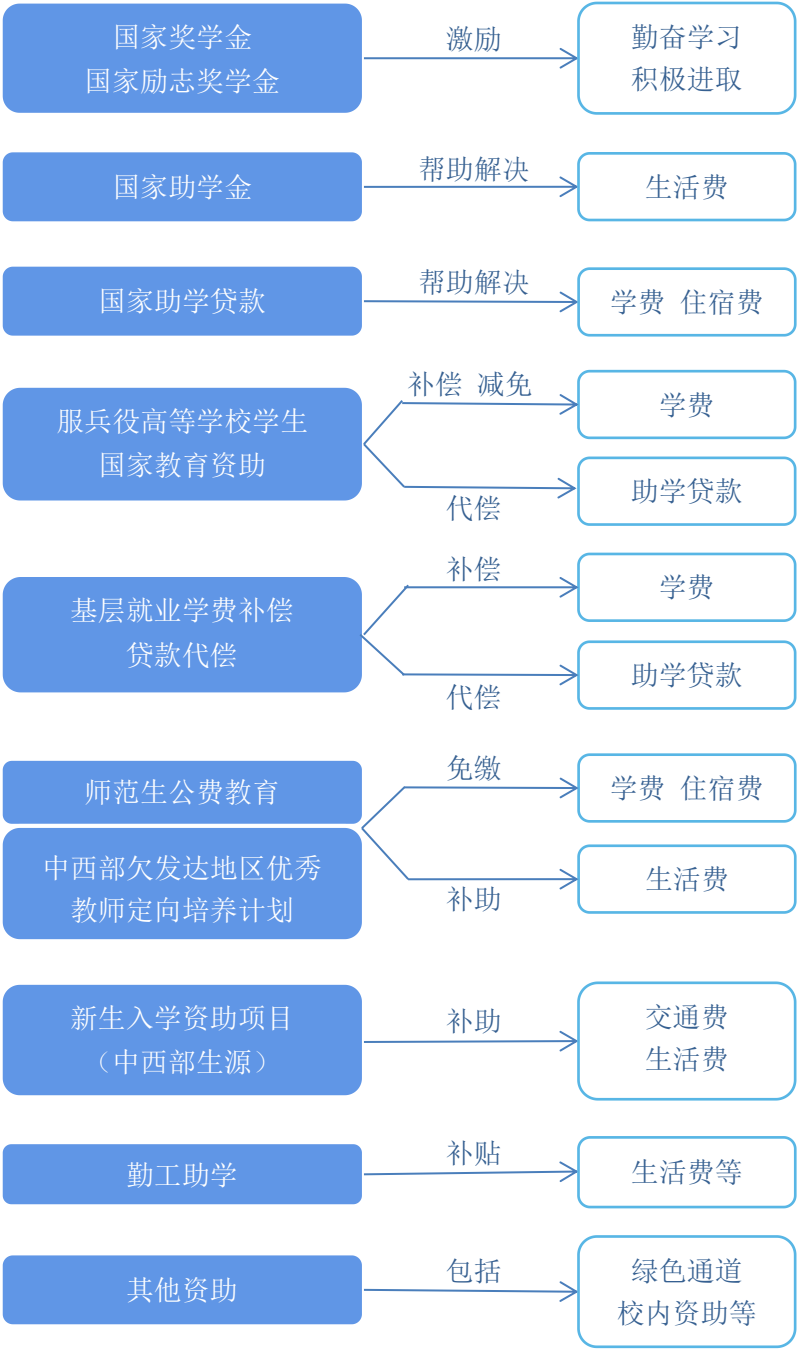 国家奖学金
国家励志奖学金
激励
勤奋学习
积极进取
国家助学金
帮助解决
生活费
国家助学贷款
帮助解决
学费 住宿费
服兵役高等学校学生
国家教育资助
补偿 减免
学费
代偿
助学贷款
基层就业学费补偿
贷款代偿
补偿
学费
代偿
助学贷款
师范生公费教育
中西部欠发达地区优秀
教师定向培养计划
免缴
学费 住宿费
补助
生活费
新生入学资助项目
（中西部生源）
补助
交通费
生活费
勤工助学
补贴
生活费等
其他资助
包括
绿色通道
校内资助等